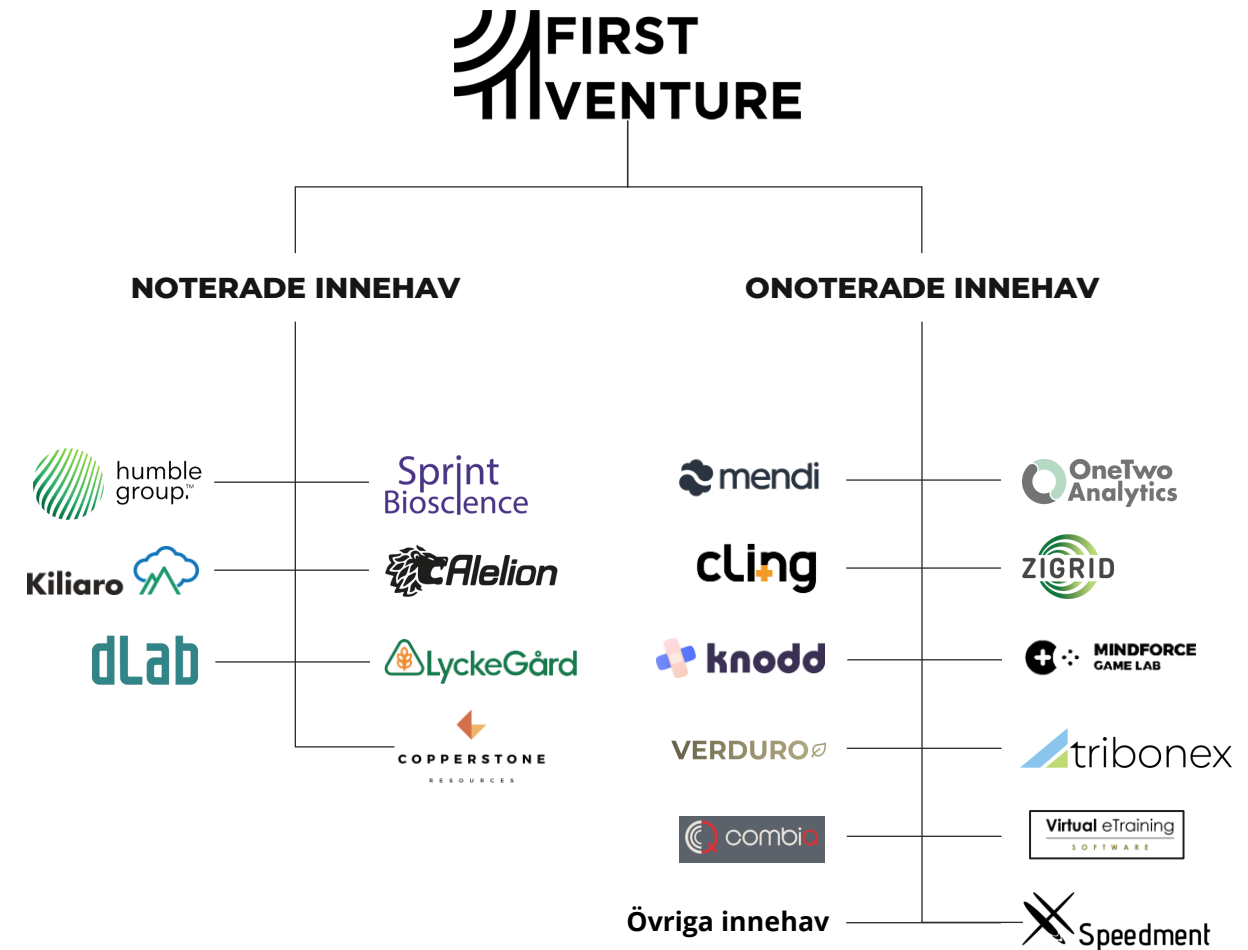 FIRST
VENTURE
NOTERADE INNEHAV
ONOTERADE INNEHAV
humble
group.™
Sprint
Bioscience
Kiliaro
Alelion
dLab
LyckeGård
COPPERSTONE
RESOURCES
mendi
OneTwo
Analytics
cling
ZIGRID
knodd
MINDFORCE
GAME LAB
VERDURO
tribonex
combiQ
Virtual eTraining
SOFTWARE
Övriga innehav
Speedment